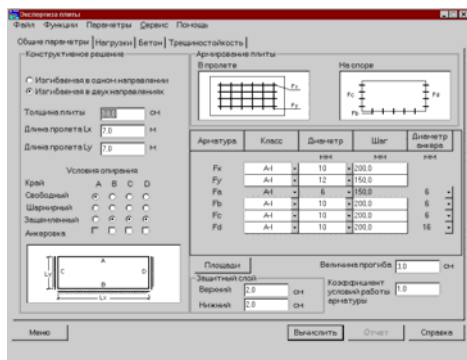 Экспертиза плиты
Файл Функции Параметры Сервис Помощь
Общие параметры Нагрузки Бетон Трещиностойкость
Конструктивное решение
Изгибаемая в одном направлении
Изгибаемая в двух направлениях
Толщина плиты см
Длина пролета Lx 7,0 м
Длина пролета Ly 7,0 м
Условия опирания
Край A B C D
Свободный
Шарнирный
Защемленный
Анкеровка
A
Ly C D
B
Lx
Армирование плиты
В пролете На опоре
Fx
Fy
Fa
Fc Fd
Fb
Арматура Класс Диаметр Шаг Диаметр анкера
мм мм мм
Fx A-I 10 200,0
Fy A-I 12 150,0
Fa A-I 6 150,0 6
Fb A-I 10 200,0 6
Fc A-I 10 200,0 6
Fd A-I 10 200,0 16
Площади
Защитный слой
Верхний 2,0 см
Нижний 2,0 см
Величина прогиба 3,0 см
Коэффициент условий работы арматуры 1,0
Меню Вычислить Отчет Справка